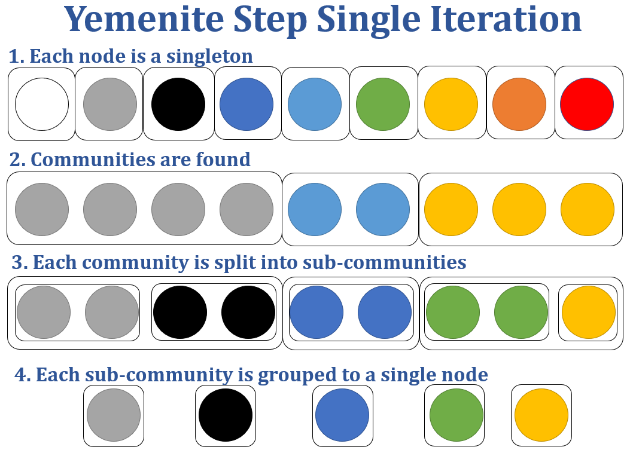 Yemenite Step Single Iteration
1. Each node is a singleton
2. Communities are found
3. Each community is split into sub-communities
4. Each sub-community is grouped to a single node